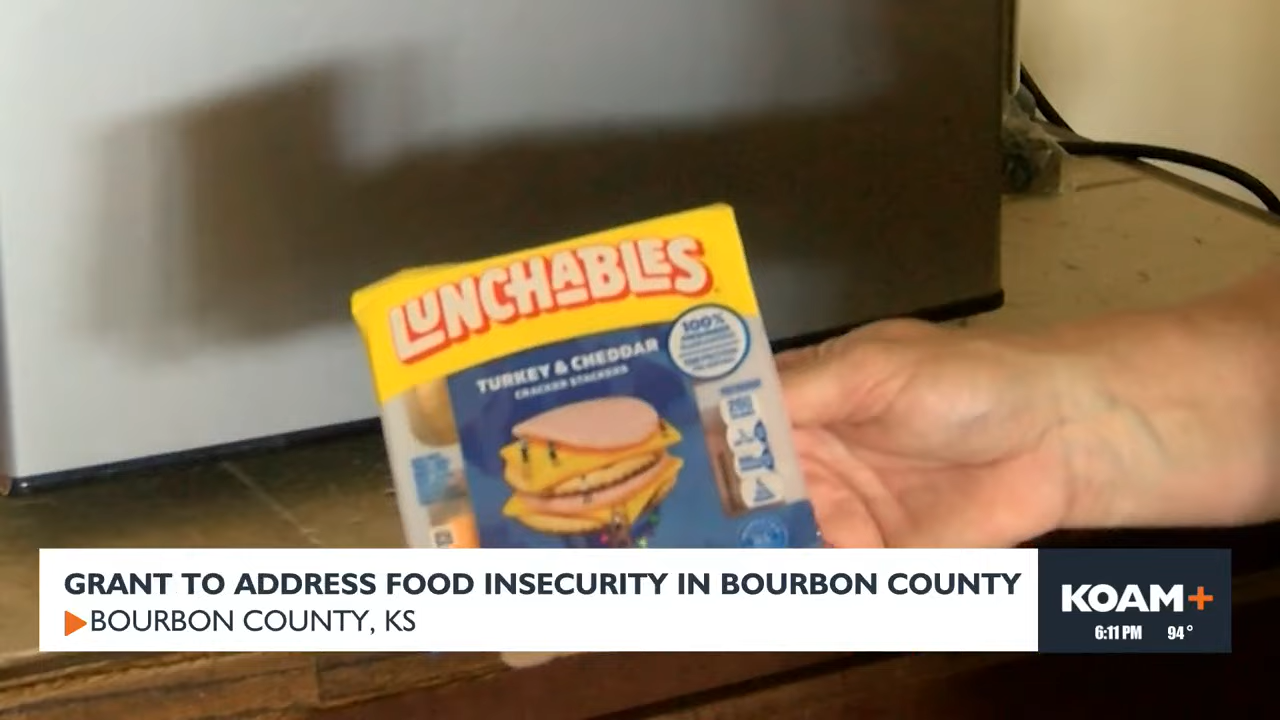 LUNCHABLES
100%
TURKEY & CHEDDAR
CRACKER STACKERS
GRANT TO ADDRESS FOOD INSECURITY IN BOURBON COUNTY
BOURBON COUNTY, KS
KOAM+
6:11 PM 94°